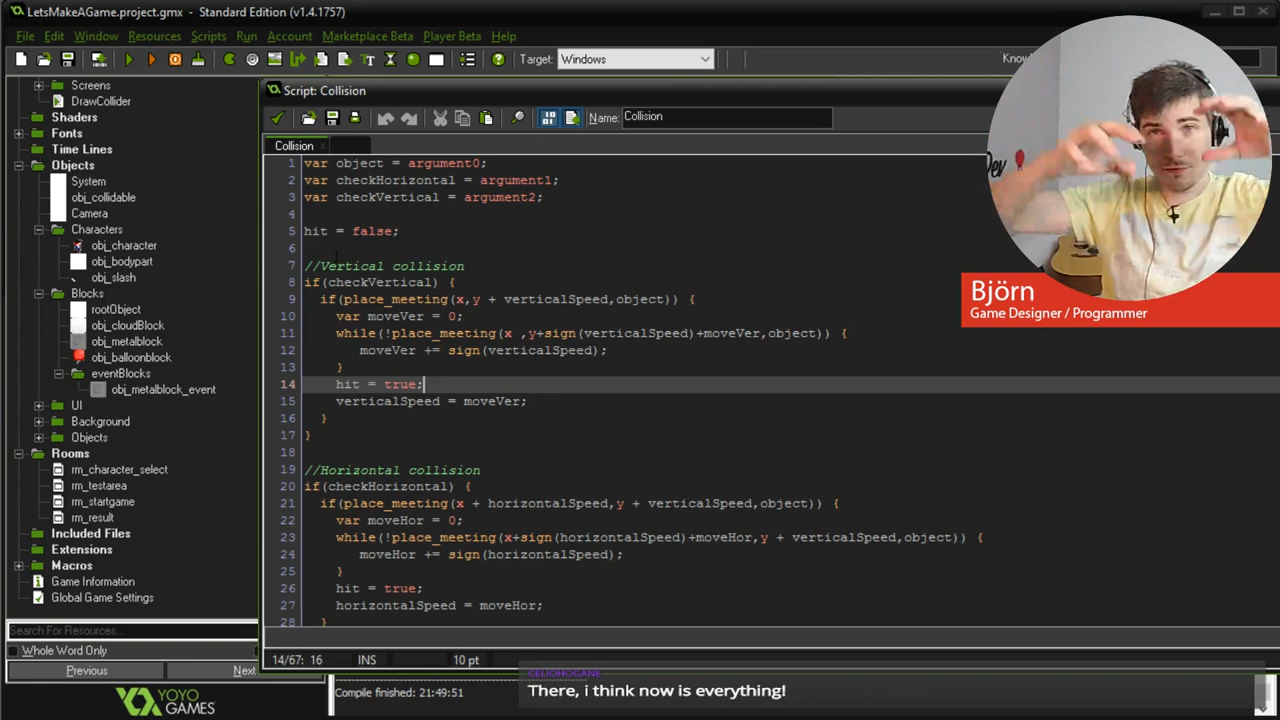 LetsMakeAGame.project.gmx - Standard Edition (v1.4.1757)
File Edit Window Resources Scripts Run Account Marketplace Beta Player Beta Help
Target: Windows
Script: Collision
Name: Collision
Collision
Screens
DrawCollider
Shaders
Fonts
Time Lines
Objects
System
obj_collidable
Camera
Characters
obj_character
obj_bodypart
obj_slash
Blocks
rootObject
obj_cloudBlock
obj_metalblock
obj_balloonblock
eventBlocks
obj_metalblock_event
UI
Background
Objects
Rooms
rm_character_select
rm_testarea
rm_startgame
rm_result
Included Files
Extensions
Macros
Game Information
Global Game Settings
Search For Resources...
Whole Word Only
Previous Next
YOYO
GAMES™
1 var object = argument0;
2 var checkHorizontal = argument1;
3 var checkVertical = argument2;
4
5 hit = false;
6
7 //Vertical collision
8 if(checkVertical) {
9 if(place_meeting(x,y + verticalSpeed,object)) {
10 var moveVer = 0;
11 while(!place_meeting(x ,y+sign(verticalSpeed)+moveVer,object)) {
12 moveVer += sign(verticalSpeed);
13 }
14 hit = true;
15 verticalSpeed = moveVer;
16 }
17 }
18
19 //Horizontal collision
20 if(checkHorizontal) {
21 if(place_meeting(x + horizontalSpeed,y + verticalSpeed,object)) {
22 var moveHor = 0;
23 while(!place_meeting(x+sign(horizontalSpeed)+moveHor,y + verticalSpeed,object)) {
24 moveHor += sign(horizontalSpeed);
25 }
26 hit = true;
27 horizontalSpeed = moveHor;
28 }
14/67: 16 INS 10 pt
Compile finished: 21:49:51
Björn
Game Designer / Programmer
CELIOHOGANE
There, i think now is everything!